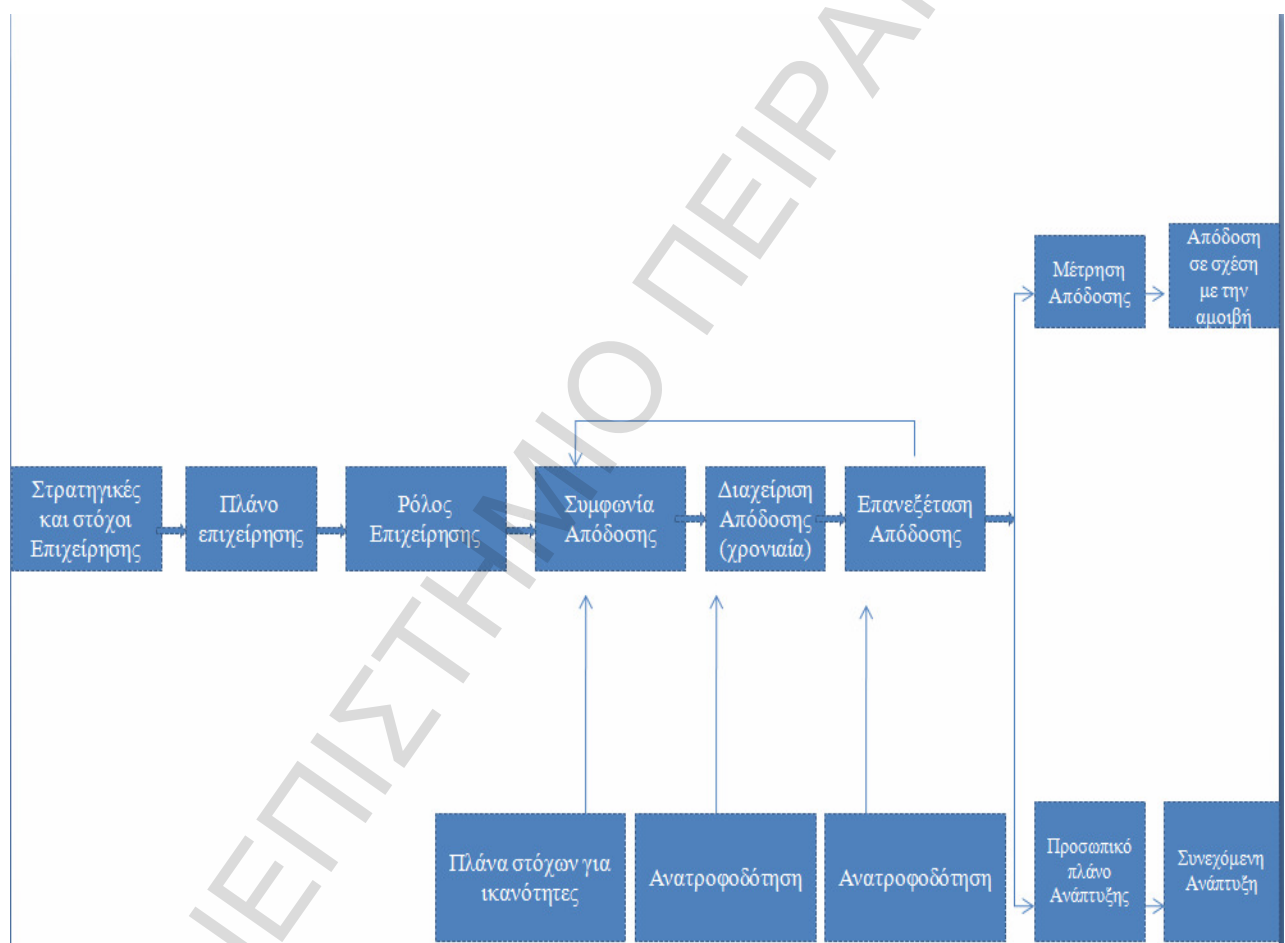 Μέτρηση
Απόδοσης
Απόδοση
σε σχέση
με την
αμοιβή
Στρατηγικές
και στόχοι
Επιχείρησης
Πλάνο
επιχείρησης
Ρόλος
Επιχείρησης
Συμφωνία
Απόδοσης
Διαχείριση
Απόδοσης
(χρονιαία)
Επανεξέταση
Απόδοσης
Πλάνα στόχων για
ικανότητες
Ανατροφοδότηση
Ανατροφοδότηση
Προσωπικό
πλάνο
Ανάπτυξης
Συνεχόμενη
Ανάπτυξη